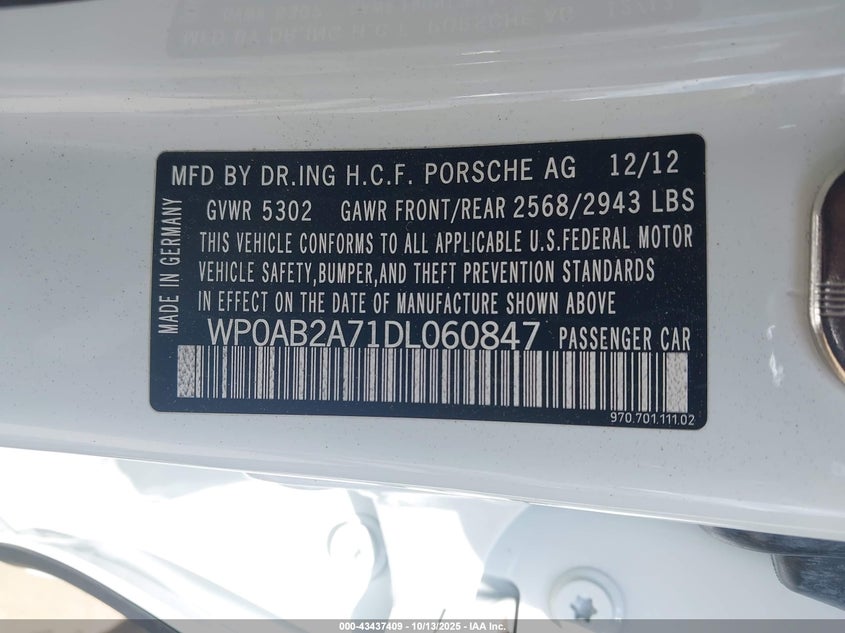 MFD BY DR.ING H.C.F. PORSCHE AG 12/12
GVWR 5302 GAWR FRONT/REAR 2568/2943 LBS
THIS VEHICLE CONFORMS TO ALL APPLICABLE U.S.FEDERAL MOTOR
VEHICLE SAFETY,BUMPER,AND THEFT PREVENTION STANDARDS
IN EFFECT ON THE DATE OF MANUFACTURE SHOWN ABOVE
WP0AB2A71DL060847 PASSENGER CAR
970.701.111.02
MADE IN GERMANY
000-43437409 - 10/13/2025 - IAA Inc.